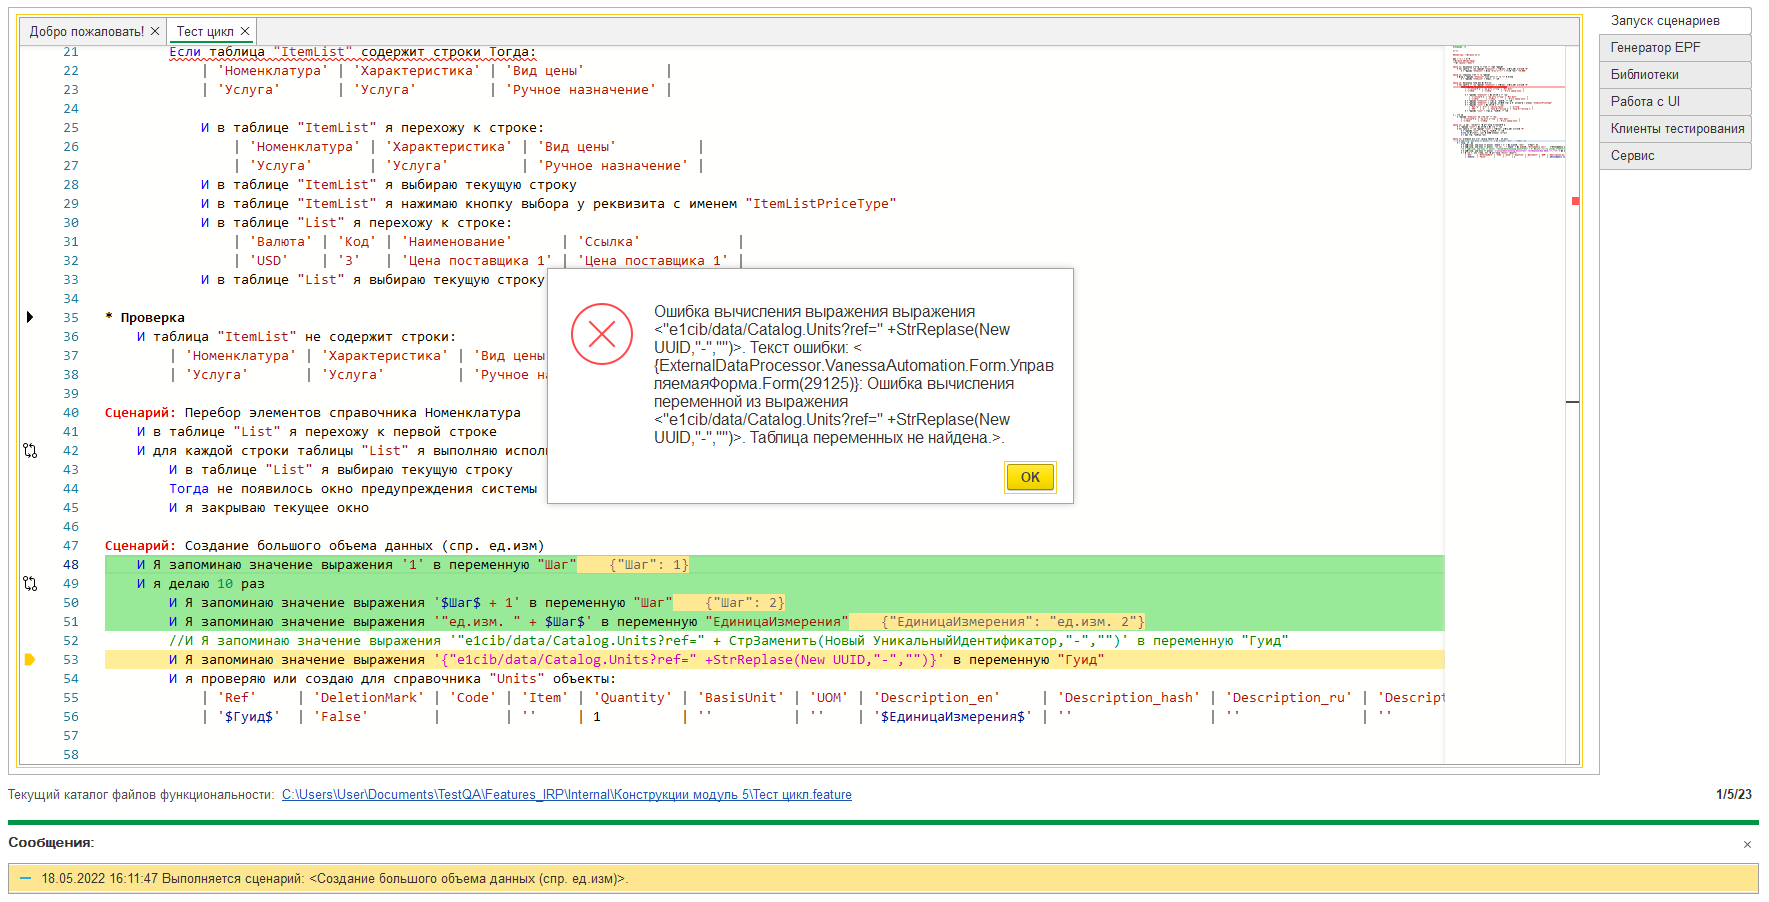 Добро пожаловать! × Тест цикл ×
21 Если таблица "ItemList" содержит строки Тогда:
22 | 'Номенклатура' | 'Характеристика' | 'Вид цены' |
23 | 'Услуга' | 'Услуга' | 'Ручное назначение' |
24
25 И в таблице "ItemList" я перехожу к строке:
26 | 'Номенклатура' | 'Характеристика' | 'Вид цены' |
27 | 'Услуга' | 'Услуга' | 'Ручное назначение' |
28 И в таблице "ItemList" я выбираю текущую строку
29 И в таблице "ItemList" я нажимаю кнопку выбора у реквизита с именем "ItemListPriceType"
30 И в таблице "List" я перехожу к строке:
31 | 'Валюта' | 'Код' | 'Наименование' | 'Ссылка' |
32 | 'USD' | '3' | 'Цена поставщика 1' | 'Цена поставщика 1' |
33 И в таблице "List" я выбираю текущую строку
34
35 * Проверка
36 И таблица "ItemList" не содержит строки:
37 | 'Номенклатура' | 'Характеристика' | 'Вид цены
38 | 'Услуга' | 'Услуга' | 'Ручное на
39
40 Сценарий: Перебор элементов справочника Номенклатура
41 И в таблице "List" я перехожу к первой строке
42 И для каждой строки таблицы "List" я выполняю исполь
43 И в таблице "List" я выбираю текущую строку
44 Тогда не появилось окно предупреждения системы
45 И я закрываю текущее окно
46
47 Сценарий: Создание большого объема данных (спр. ед.изм)
48 И Я запоминаю значение выражения '1' в переменную "Шаг" {"Шаг": 1}
49 И я делаю 10 раз
50 И Я запоминаю значение выражения '$Шаг$ + 1' в переменную "Шаг" {"Шаг": 2}
51 И Я запоминаю значение выражения '"ед.изм. " + $Шаг$' в переменную "ЕдиницаИзмерения" {"ЕдиницаИзмерения": "ед.изм. 2"}
52 //И Я запоминаю значение выражения '"e1cib/data/Catalog.Units?ref=" + СтрЗаменить(Новый УникальныйИдентификатор,"-","")' в переменную "Гуид"
53 И Я запоминаю значение выражения '{"e1cib/data/Catalog.Units?ref=" +StrReplase(New UUID,"-","")}' в переменную "Гуид"
54 И я проверяю или создаю для справочника "Units" объекты:
55 | 'Ref' | 'DeletionMark' | 'Code' | 'Item' | 'Quantity' | 'BasisUnit' | 'UOM' | 'Description_en' | 'Description_hash' | 'Description_ru' | 'Descript
56 | '$Гуид$' | 'False' | | '' | 1 | '' | '' | '$ЕдиницаИзмерения$' | '' | '' | ''
57
58
Ошибка вычисления выражения выражения
<"e1cib/data/Catalog.Units?ref=" +StrReplase(New
UUID,"-","")>. Текст ошибки: <
{ExternalDataProcessor.VanessaAutomation.Form.Управ
ляемаяФорма.Form(29125)}: Ошибка вычисления
переменной из выражения
<"e1cib/data/Catalog.Units?ref=" +StrReplase(New
UUID,"-","")>. Таблица переменных не найдена.>.
OK
Запуск сценариев
Генератор EPF
Библиотеки
Работа с UI
Клиенты тестирования
Сервис
Текущий каталог файлов функциональности: C:\Users\User\Documents\TestQA\Features_IRP\Internal\Конструкции модуль 5\Тест цикл.feature 1/5/23
Сообщения: ×
18.05.2022 16:11:47 Выполняется сценарий: <Создание большого объема данных (спр. ед.изм)>.